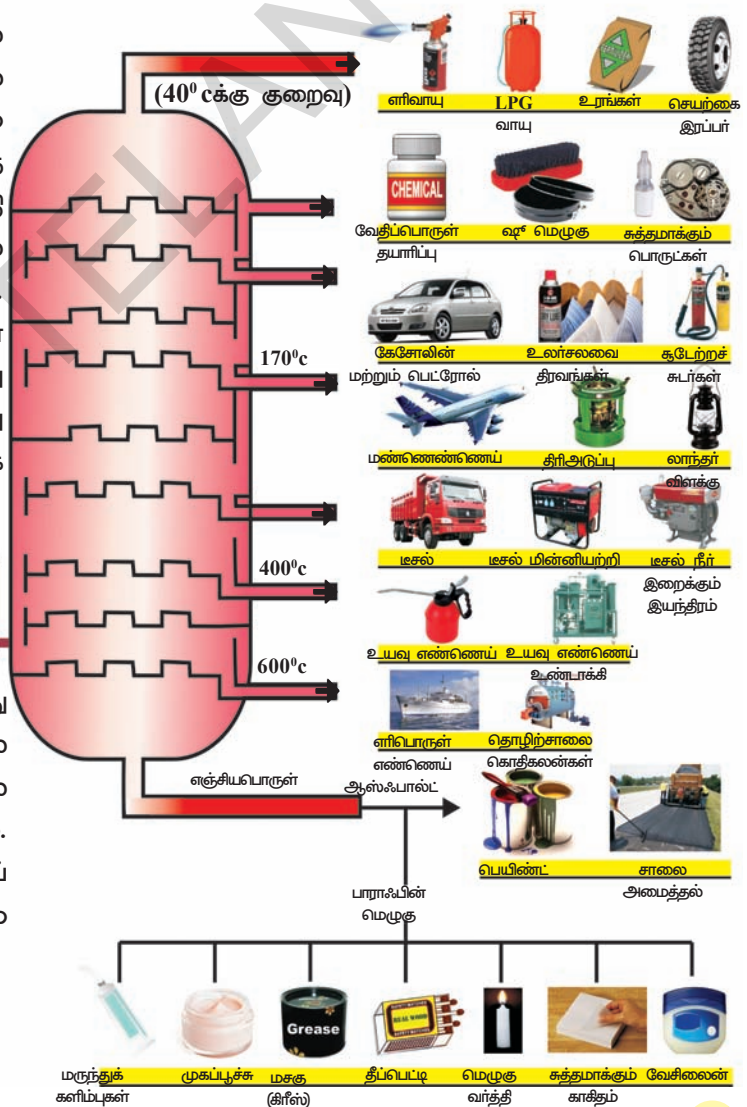 (40⁰ cக்கு குறைவு)
எரிவாயு LPG உரங்கள் செயற்கை
வாயு இரப்பர்
CHEMICAL
வேதிப்பொருள் ஷூ மெழுகு சுத்தமாக்கும்
தயாரிப்பு பொருட்கள்
170⁰c
கேசோலின் உலர்சலவை சூடேற்றச்
மற்றும் பெட்ரோல் திரவங்கள் சுடர்கள்
மண்ணெண்ணெய் திரிஅடுப்பு லாந்தர்
விளக்கு
டீசல் டீசல் மின்னியற்றி டீசல் நீர்
இறைக்கும்
இயந்திரம்
400⁰c
உயவு எண்ணெய் உயவு எண்ணெய்
உண்டாக்கி
600⁰c
எரிபொருள் தொழிற்சாலை
எண்ணெய் கொதிகலன்கள்
எஞ்சியபொருள் ஆஸ்ஃபால்ட்
பெயிண்ட் சாலை
அமைத்தல்
பாராஃபின்
மெழுகு
Grease
REAL WOOD
மருந்துக் முகப்பூச்சு மசகு தீப்பெட்டி மெழுகு சுத்தமாக்கும் வேசிலைன்
களிம்புகள் (கிரீஸ்) வர்த்தி காகிதம்
TELAN